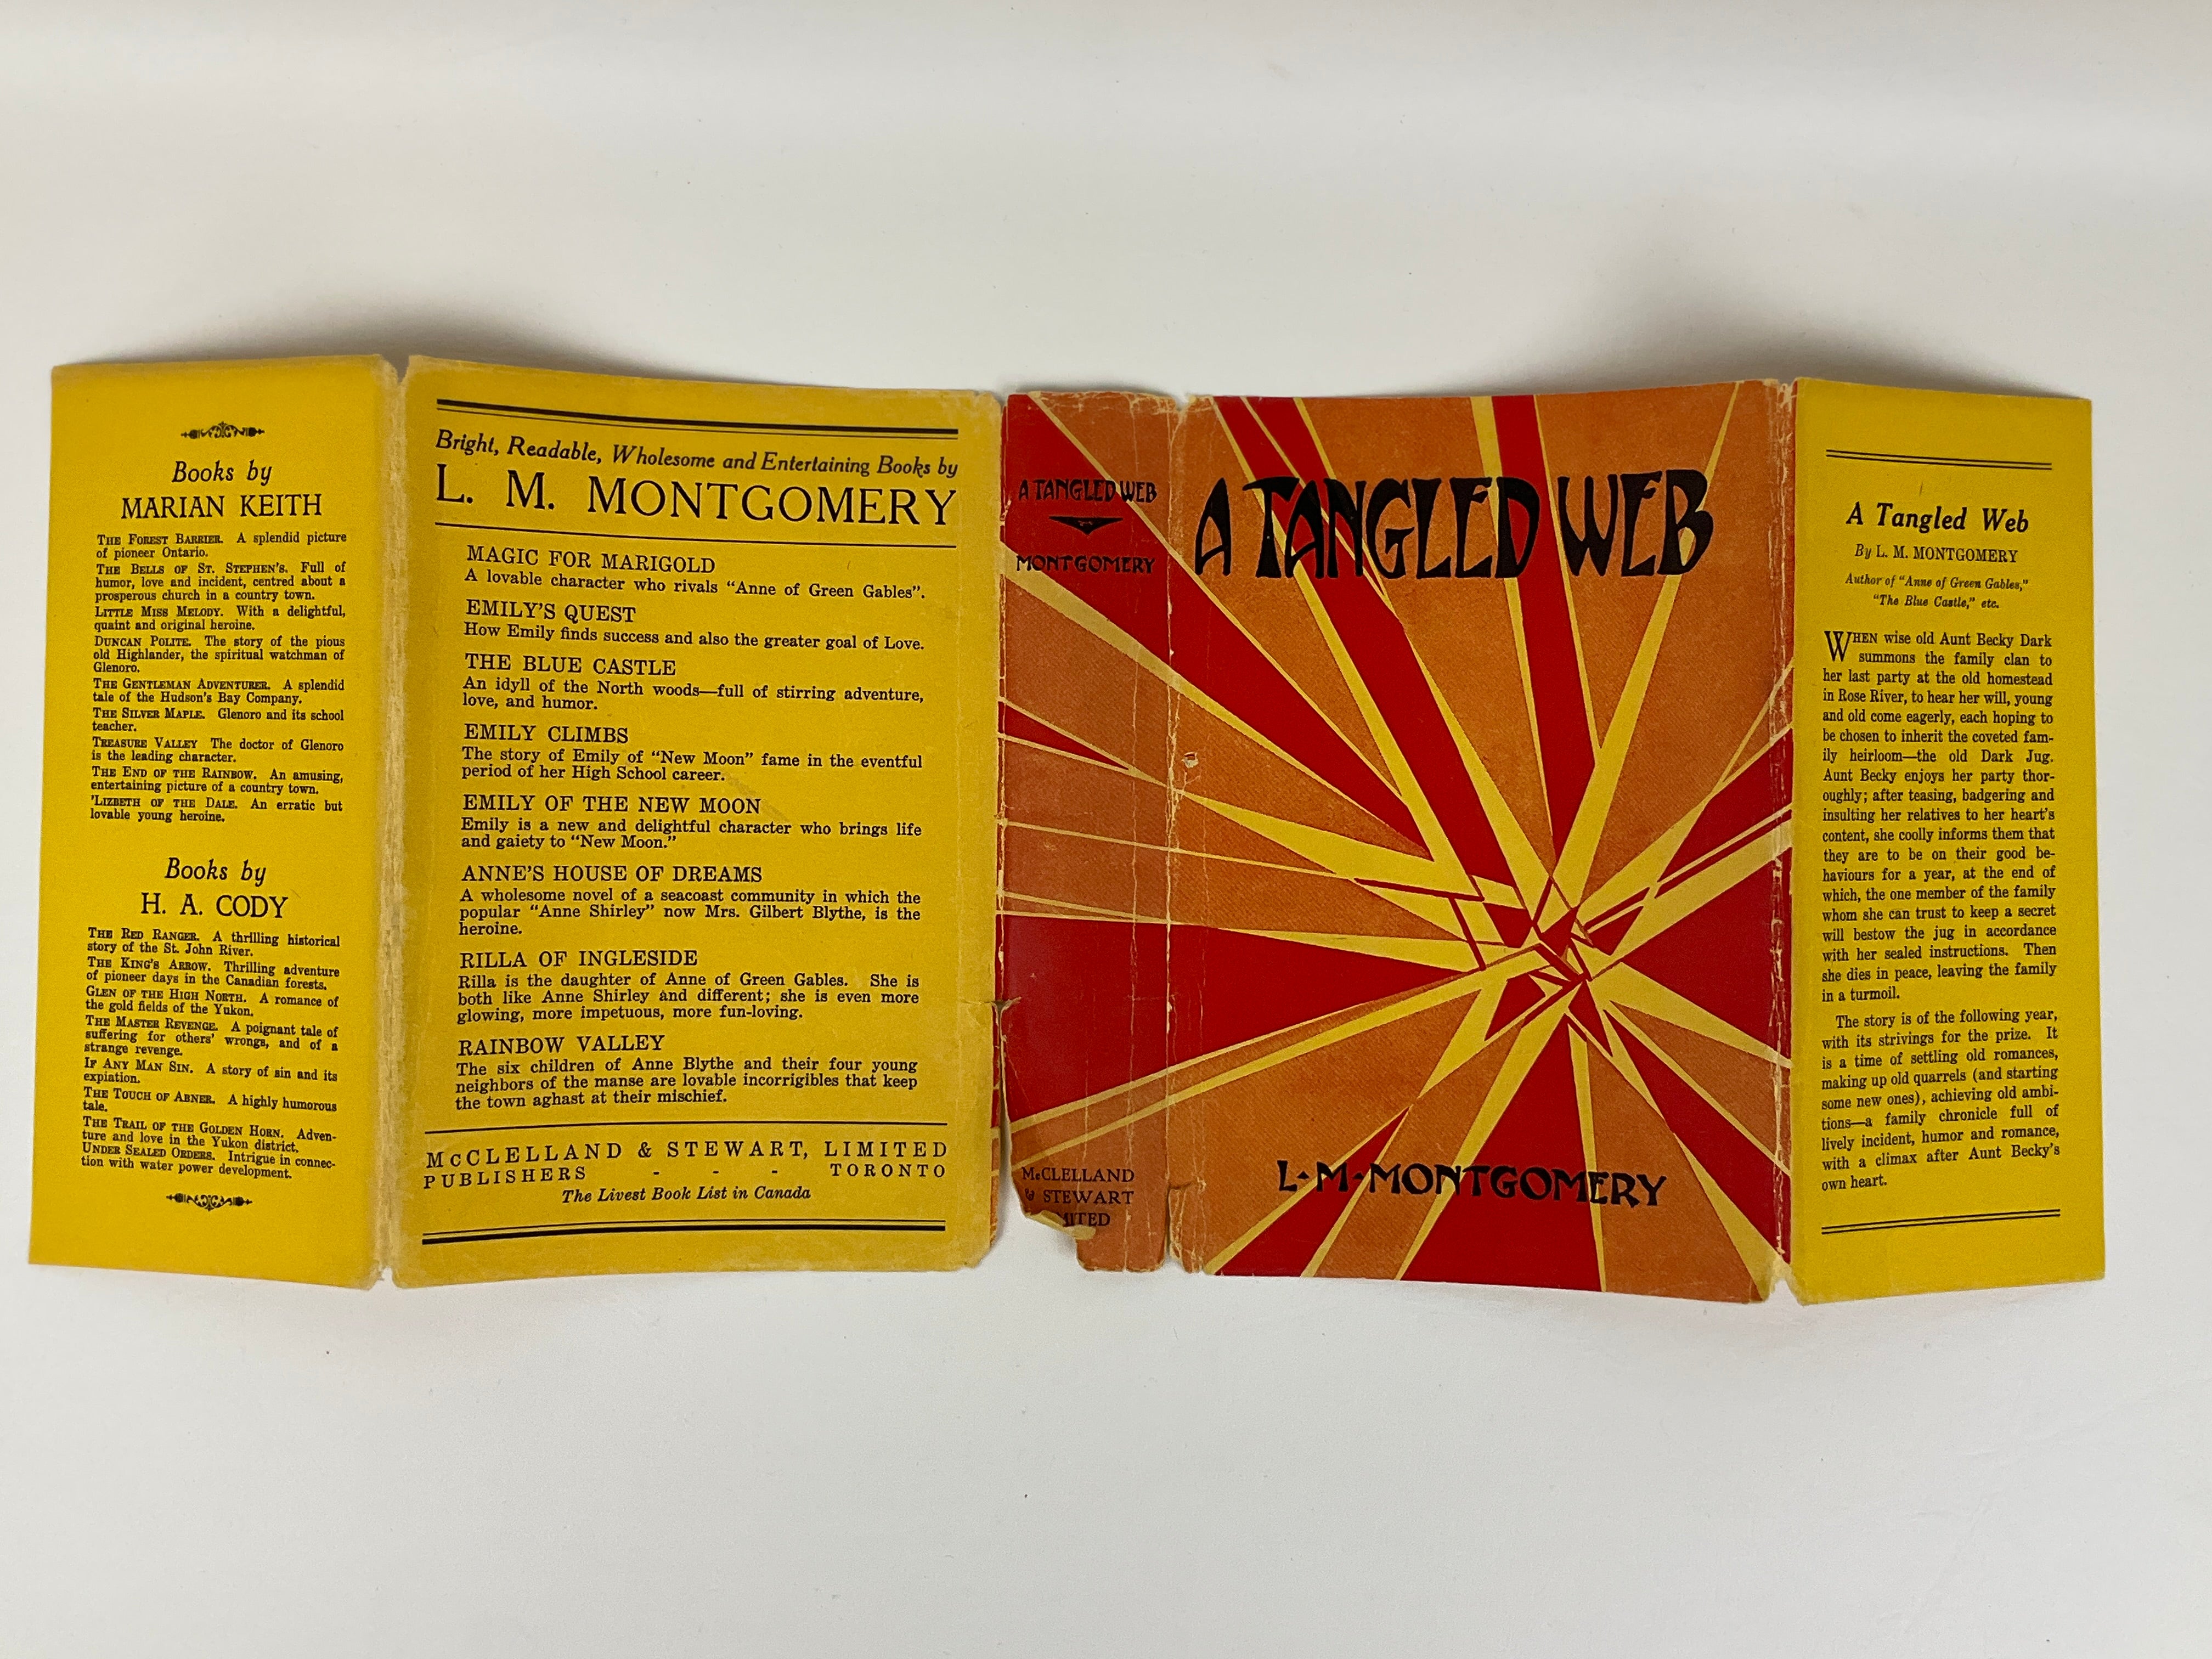 Books by
MARIAN KEITH
THE FOREST BARRIER. A splendid picture
of pioneer Ontario.
THE BELLS OF ST. STEPHEN'S. Full of
humor, love and incident, centred about a
prosperous church in a country town.
LITTLE MISS MELODY. With a delightful,
quaint and original heroine.
DUNCAN POLITE. The story of the pious
old Highlander, the spiritual watchman of
Glenoro.
THE GENTLEMAN ADVENTURER. A splendid
tale of the Hudson's Bay Company.
THE SILVER MAPLE. Glenoro and its school
teacher.
TREASURE VALLEY The doctor of Glenoro
is the leading character.
THE END OF THE RAINBOW. An amusing,
entertaining picture of a country town.
'LIZBETH OF THE DALE. An erratic but
lovable young heroine.
Books by
H. A. CODY
THE RED RANGER. A thrilling historical
story of the St. John River.
THE KING'S ARROW. Thrilling adventure
of pioneer days in the Canadian forests.
GLEN OF THE HIGH NORTH. A romance of
the gold fields of the Yukon.
THE MASTER REVENGE. A poignant tale of
suffering for others' wrongs, and of a
strange revenge.
IF ANY MAN SIN. A story of sin and its
expiation.
THE TOUCH OF ABNER. A highly humorous
tale.
THE TRAIL OF THE GOLDEN HORN. Adven-
ture and love in the Yukon district.
UNDER SEALED ORDERS. Intrigue in connec-
tion with water power development.
Bright, Readable, Wholesome and Entertaining Books by
L. M. MONTGOMERY
MAGIC FOR MARIGOLD
A lovable character who rivals "Anne of Green Gables".
EMILY'S QUEST
How Emily finds success and also the greater goal of Love.
THE BLUE CASTLE
An idyll of the North woods—full of stirring adventure,
love, and humor.
EMILY CLIMBS
The story of Emily of "New Moon" fame in the eventful
period of her High School career.
EMILY OF THE NEW MOON
Emily is a new and delightful character who brings life
and gaiety to "New Moon."
ANNE'S HOUSE OF DREAMS
A wholesome novel of a seacoast community in which the
popular "Anne Shirley" now Mrs. Gilbert Blythe, is the
heroine.
RILLA OF INGLESIDE
Rilla is the daughter of Anne of Green Gables. She is
both like Anne Shirley and different; she is even more
glowing, more impetuous, more fun-loving.
RAINBOW VALLEY
The six children of Anne Blythe and their four young
neighbors of the manse are lovable incorrigibles that keep
the town aghast at their mischief.
McCLELLAND & STEWART, LIMITED
PUBLISHERS - - - TORONTO
The Livest Book List in Canada
A TANGLED WEB
MONTGOMERY
McCLELLAND
& STEWART
MITED
A TANGLED WEB
L·M·MONTGOMERY
A Tangled Web
By L. M. MONTGOMERY
Author of "Anne of Green Gables,"
"The Blue Castle," etc.
WHEN wise old Aunt Becky Dark
summons the family clan to
her last party at the old homestead
in Rose River, to hear her will, young
and old come eagerly, each hoping to
be chosen to inherit the coveted fam-
ily heirloom—the old Dark Jug.
Aunt Becky enjoys her party thor-
oughly; after teasing, badgering and
insulting her relatives to her heart's
content, she coolly informs them that
they are to be on their good be-
haviours for a year, at the end of
which, the one member of the family
whom she can trust to keep a secret
will bestow the jug in accordance
with her sealed instructions. Then
she dies in peace, leaving the family
in a turmoil.
The story is of the following year,
with its strivings for the prize. It
is a time of settling old romances,
making up old quarrels (and starting
some new ones), achieving old ambi-
tions—a family chronicle full of
lively incident, humor and romance,
with a climax after Aunt Becky's
own heart.